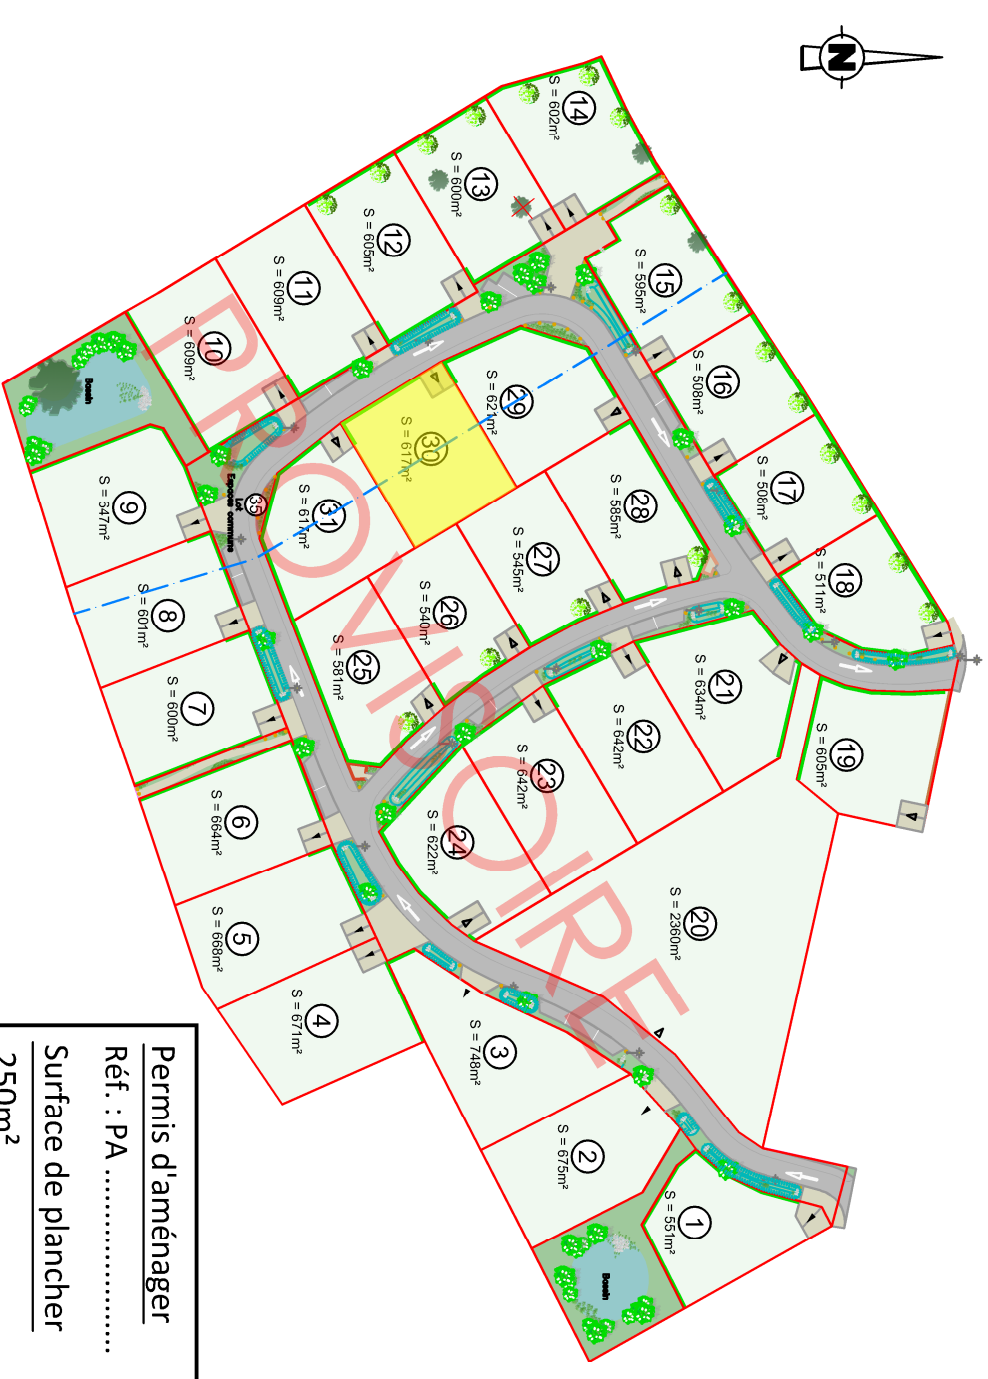 N
14
S = 602m²
13
S = 600m²
12
S = 605m²
11
S = 609m²
10
S = 609m²
15
S = 595m²
16
S = 508m²
17
S = 508m²
18
S = 511m²
19
S = 605m²
29
S = 621m²
30
S = 617m²
31
S = 617m²
28
S = 585m²
27
S = 545m²
26
S = 540m²
25
S = 581m²
21
S = 634m²
22
S = 642m²
23
S = 642m²
24
S = 622m²
20
S = 2360m²
9
S = 547m²
8
S = 601m²
7
S = 600m²
6
S = 664m²
5
S = 668m²
4
S = 671m²
3
S = 748m²
2
S = 675m²
1
S = 551m²
35
Lot
Espaces commune
Bassin
Bassin
PROVISOIRE
Permis d'aménager
Réf. : PA ........................
Surface de plancher
250m²